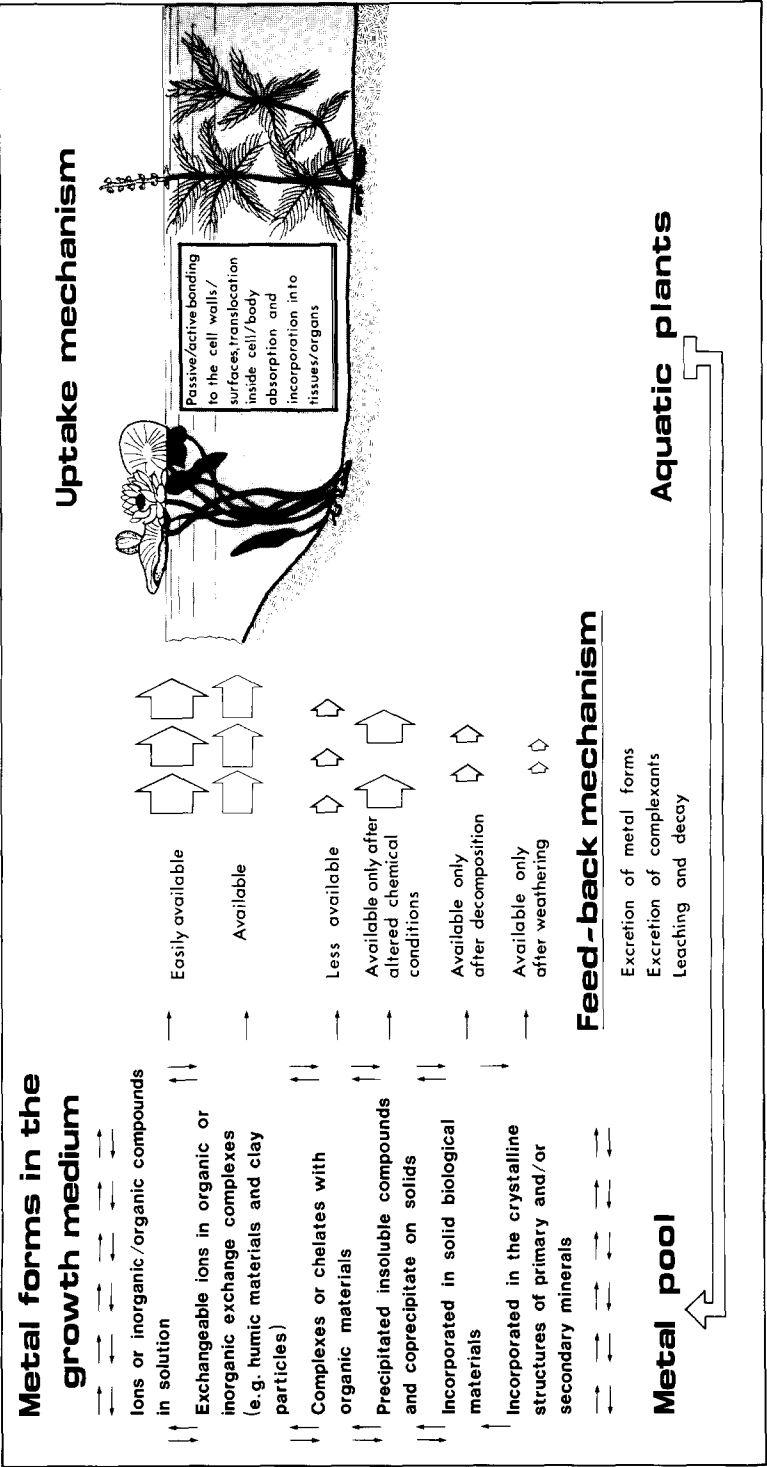 Metal forms in the
growth medium
Ions or inorganic/organic compounds
in solution
Exchangeable ions in organic or
inorganic exchange complexes
(e.g. humic materials and clay
particles)
Complexes or chelates with
organic materials
Precipitated insoluble compounds
and coprecipitate on solids
Incorporated in solid biological
materials
Incorporated in the crystalline
structures of primary and/or
secondary minerals
Metal pool
Easily available
Available
Less available
Available only after
altered chemical
conditions
Available only
after decomposition
Available only
after weathering
Feed-back mechanism
Excretion of metal forms
Excretion of complexants
Leaching and decay
Uptake mechanism
Passive/active bonding
to the cell walls/
surfaces,translocation
inside cell/body
absorption and
incorporation into
tissues/organs
Aquatic plants